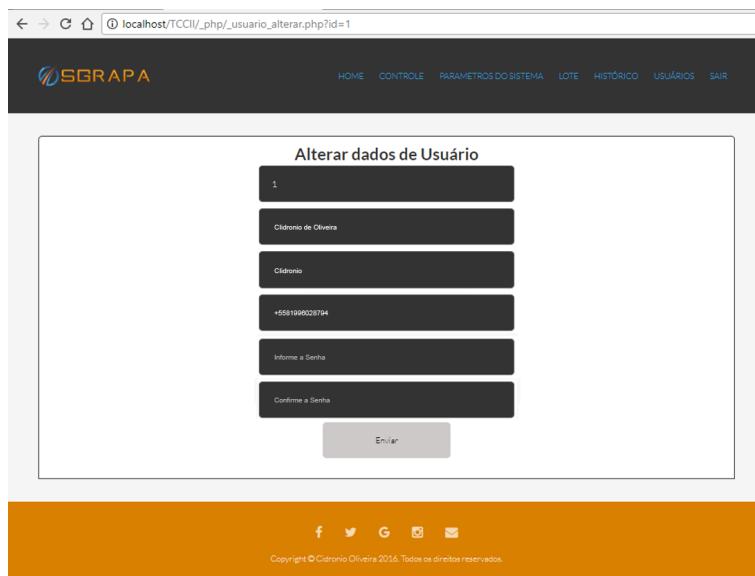 localhost/TCCII/_php/_usuario_alterar.php?id=1
SGRAPA
HOME CONTROLE PARAMETROS DO SISTEMA LOTE HISTÓRICO USUÁRIOS SAIR
Alterar dados de Usuário
1
Clidronio de Oliveira
Clidronio
+5581996028794
Informe a Senha
Confirme a Senha
Enviar
Copyright © Cidronio Oliveira 2016. Todos os direitos reservados.